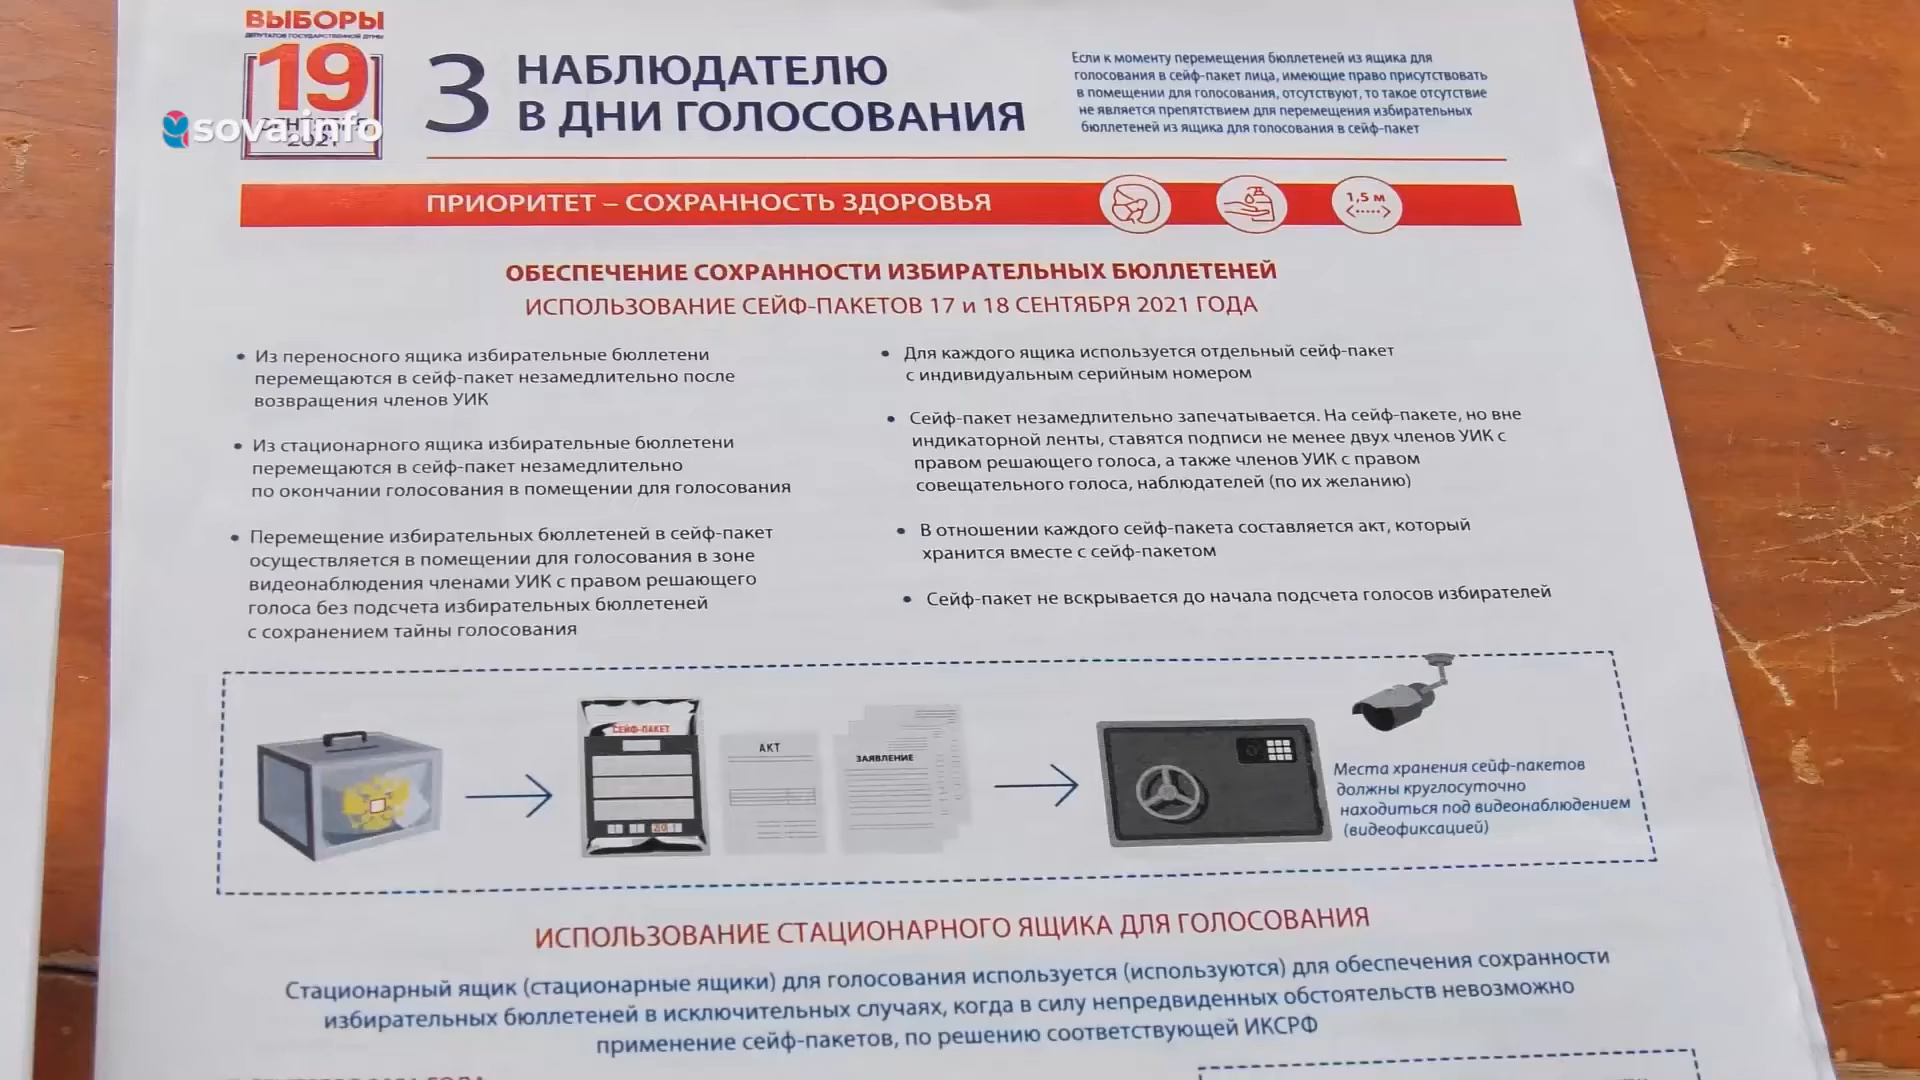 ВЫБОРЫ
ДЕПУТАТОВ ГОСУДАРСТВЕННОЙ ДУМЫ
19
2021
sova.info
3
НАБЛЮДАТЕЛЮ
В ДНИ ГОЛОСОВАНИЯ
Если к моменту перемещения бюллетеней из ящика для
голосования в сейф-пакет лица, имеющие право присутствовать
в помещении для голосования, отсутствуют, то такое отсутствие
не является препятствием для перемещения избирательных
бюллетеней из ящика для голосования в сейф-пакет
ПРИОРИТЕТ – СОХРАННОСТЬ ЗДОРОВЬЯ
1,5 м
ОБЕСПЕЧЕНИЕ СОХРАННОСТИ ИЗБИРАТЕЛЬНЫХ БЮЛЛЕТЕНЕЙ
ИСПОЛЬЗОВАНИЕ СЕЙФ-ПАКЕТОВ 17 и 18 СЕНТЯБРЯ 2021 ГОДА
• Из переносного ящика избирательные бюллетени
перемещаются в сейф-пакет незамедлительно после
возвращения членов УИК
• Из стационарного ящика избирательные бюллетени
перемещаются в сейф-пакет незамедлительно
по окончании голосования в помещении для голосования
• Перемещение избирательных бюллетеней в сейф-пакет
осуществляется в помещении для голосования в зоне
видеонаблюдения членами УИК с правом решающего
голоса без подсчета избирательных бюллетеней
с сохранением тайны голосования
• Для каждого ящика используется отдельный сейф-пакет
с индивидуальным серийным номером
• Сейф-пакет незамедлительно запечатывается. На сейф-пакете, но вне
индикаторной ленты, ставятся подписи не менее двух членов УИК с
правом решающего голоса, а также членов УИК с правом
совещательного голоса, наблюдателей (по их желанию)
• В отношении каждого сейф-пакета составляется акт, который
хранится вместе с сейф-пакетом
• Сейф-пакет не вскрывается до начала подсчета голосов избирателей
СЕЙФ-ПАКЕТ
АКТ
ЗАЯВЛЕНИЕ
Места хранения сейф-пакетов
должны круглосуточно
находиться под видеонаблюдением
(видеофиксацией)
ИСПОЛЬЗОВАНИЕ СТАЦИОНАРНОГО ЯЩИКА ДЛЯ ГОЛОСОВАНИЯ
Стационарный ящик (стационарные ящики) для голосования используется (используются) для обеспечения сохранности
избирательных бюллетеней в исключительных случаях, когда в силу непредвиденных обстоятельств невозможно
применение сейф-пакетов, по решению соответствующей ИКСРФ